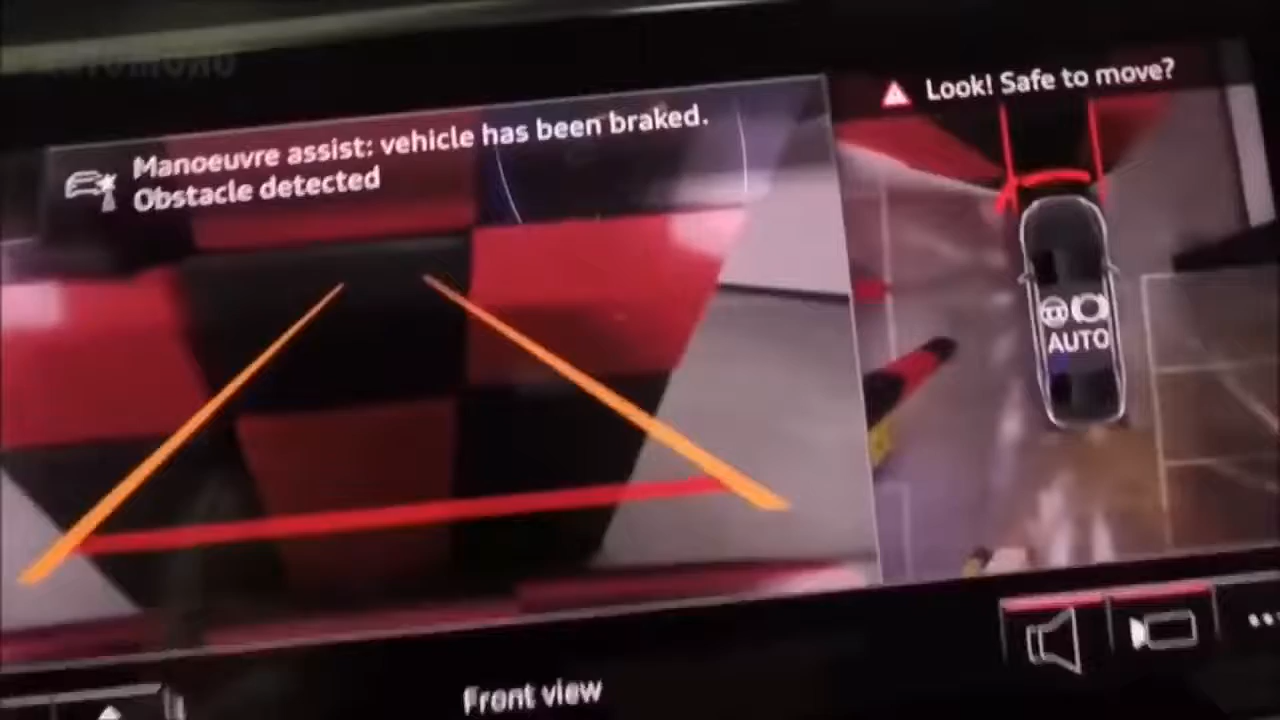 Manoeuvre assist: vehicle has been braked.
Obstacle detected
Look! Safe to move?
AUTO
Front view